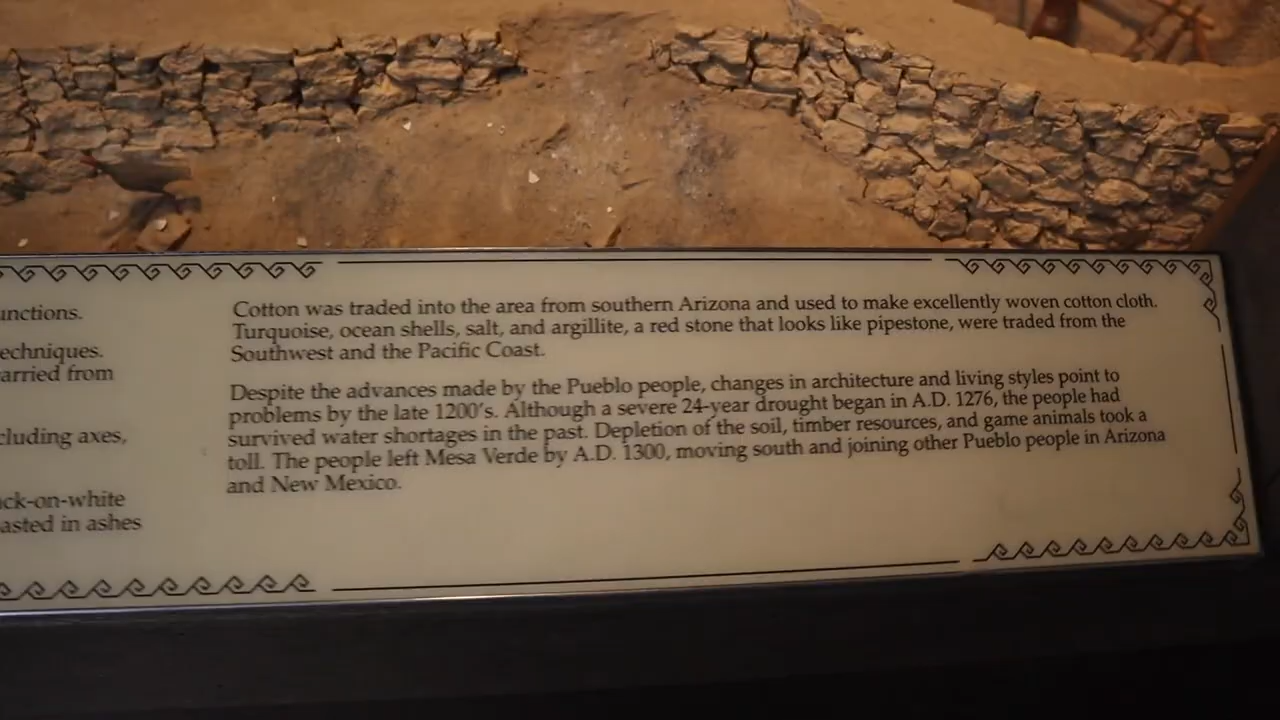 unctions.
echniques.
arried from
cluding axes,
ck-on-white
asted in ashes
Cotton was traded into the area from southern Arizona and used to make excellently woven cotton cloth.
Turquoise, ocean shells, salt, and argillite, a red stone that looks like pipestone, were traded from the
Southwest and the Pacific Coast.
Despite the advances made by the Pueblo people, changes in architecture and living styles point to
problems by the late 1200's. Although a severe 24-year drought began in A.D. 1276, the people had
survived water shortages in the past. Depletion of the soil, timber resources, and game animals took a
toll. The people left Mesa Verde by A.D. 1300, moving south and joining other Pueblo people in Arizona
and New Mexico.